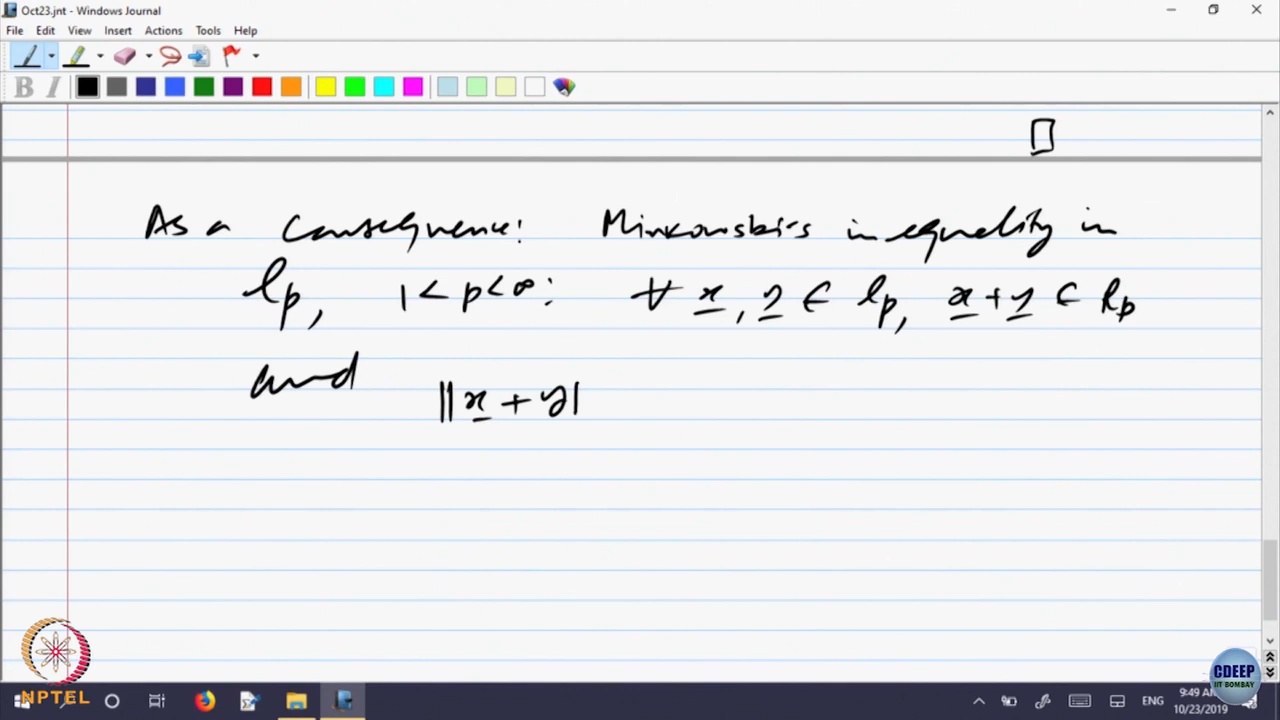 Oct23.jnt - Windows Journal
File Edit View Insert Actions Tools Help
B I
As a Consequence: Minkowski's inequality in
lp, 1 < p < ∞: ∀ x, y ∈ lp, x + y ∈ lp
and ||x + y|
NPTEL
CDEEP
IIT BOMBAY
ENG
9:49 AM
10/23/2019